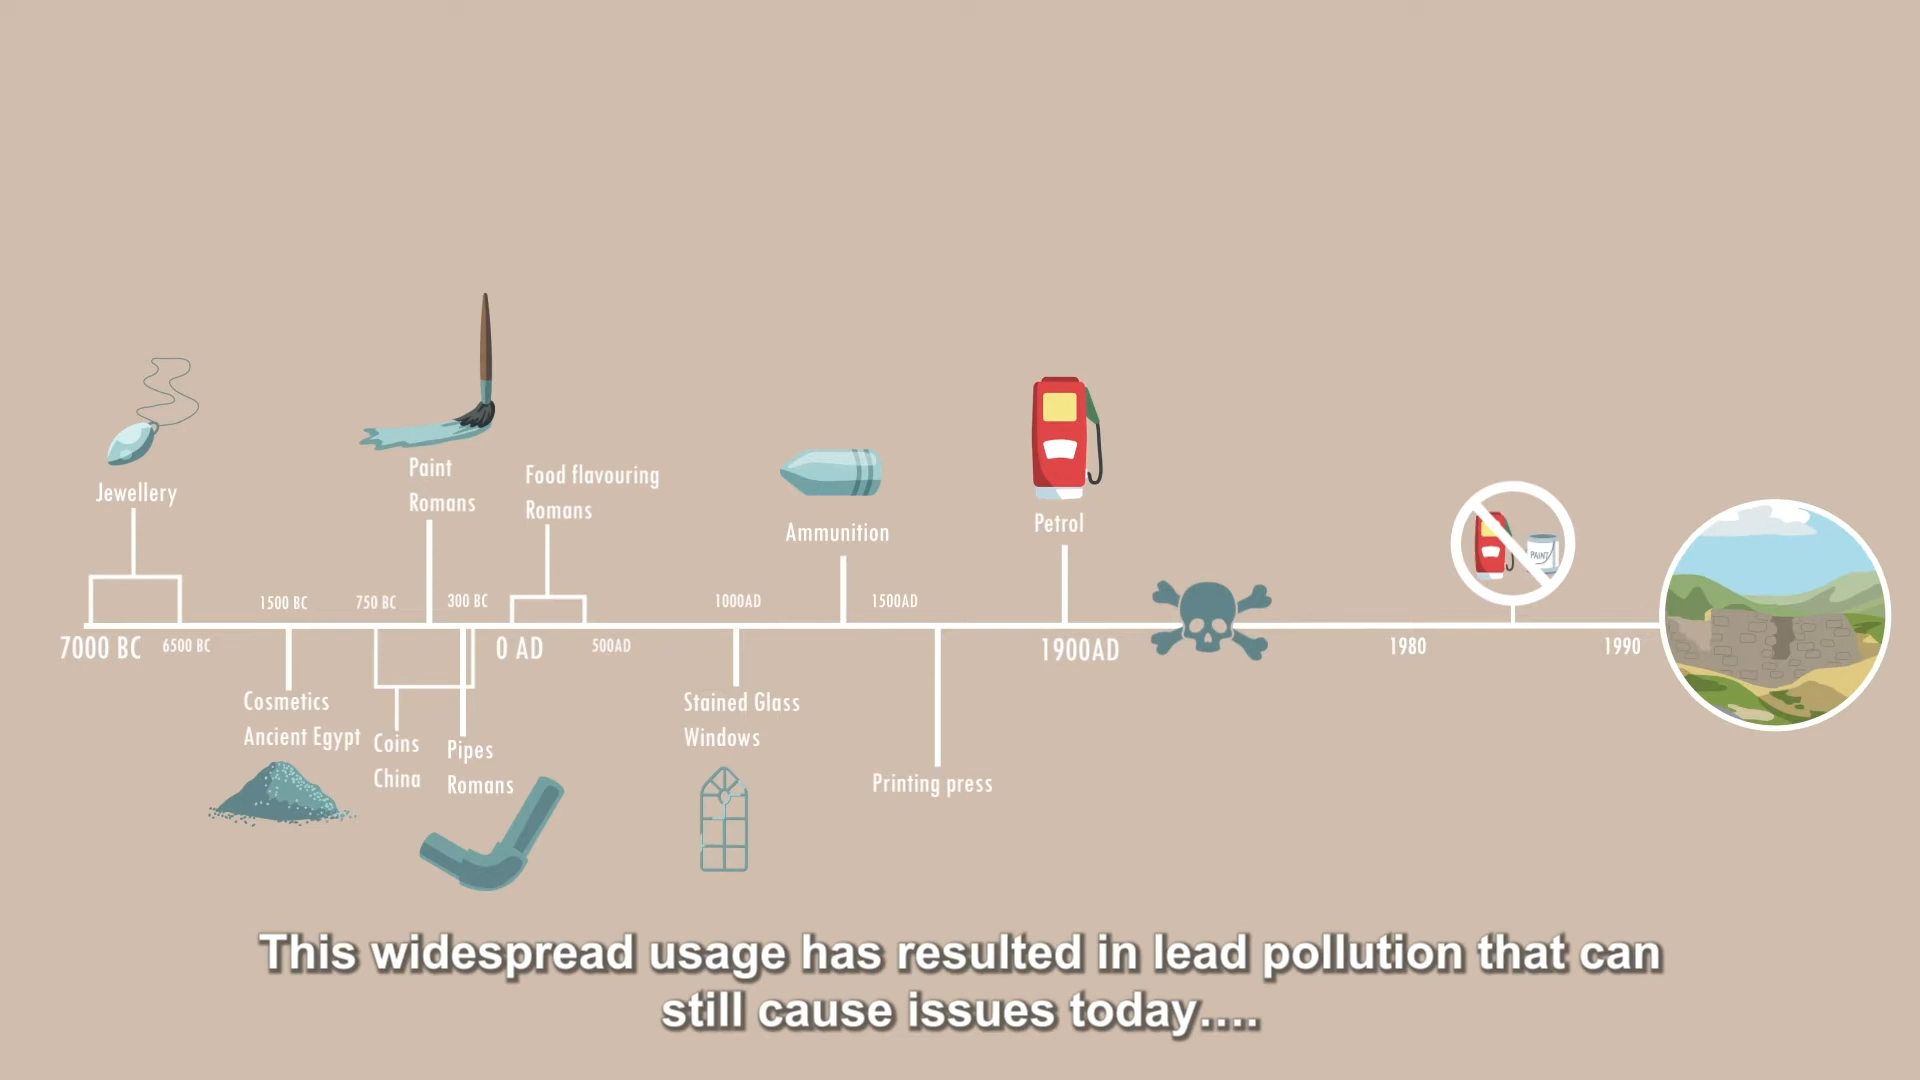 Jewellery
Paint
Romans
Food flavouring
Romans
Ammunition
Petrol
PAINT
1500 BC
750 BC
300 BC
1000AD
1500AD
7000 BC
6500 BC
0 AD
500AD
1900AD
1980
1990
Cosmetics
Ancient Egypt
Coins
China
Pipes
Romans
Stained Glass
Windows
Printing press
This widespread usage has resulted in lead pollution that can
still cause issues today....